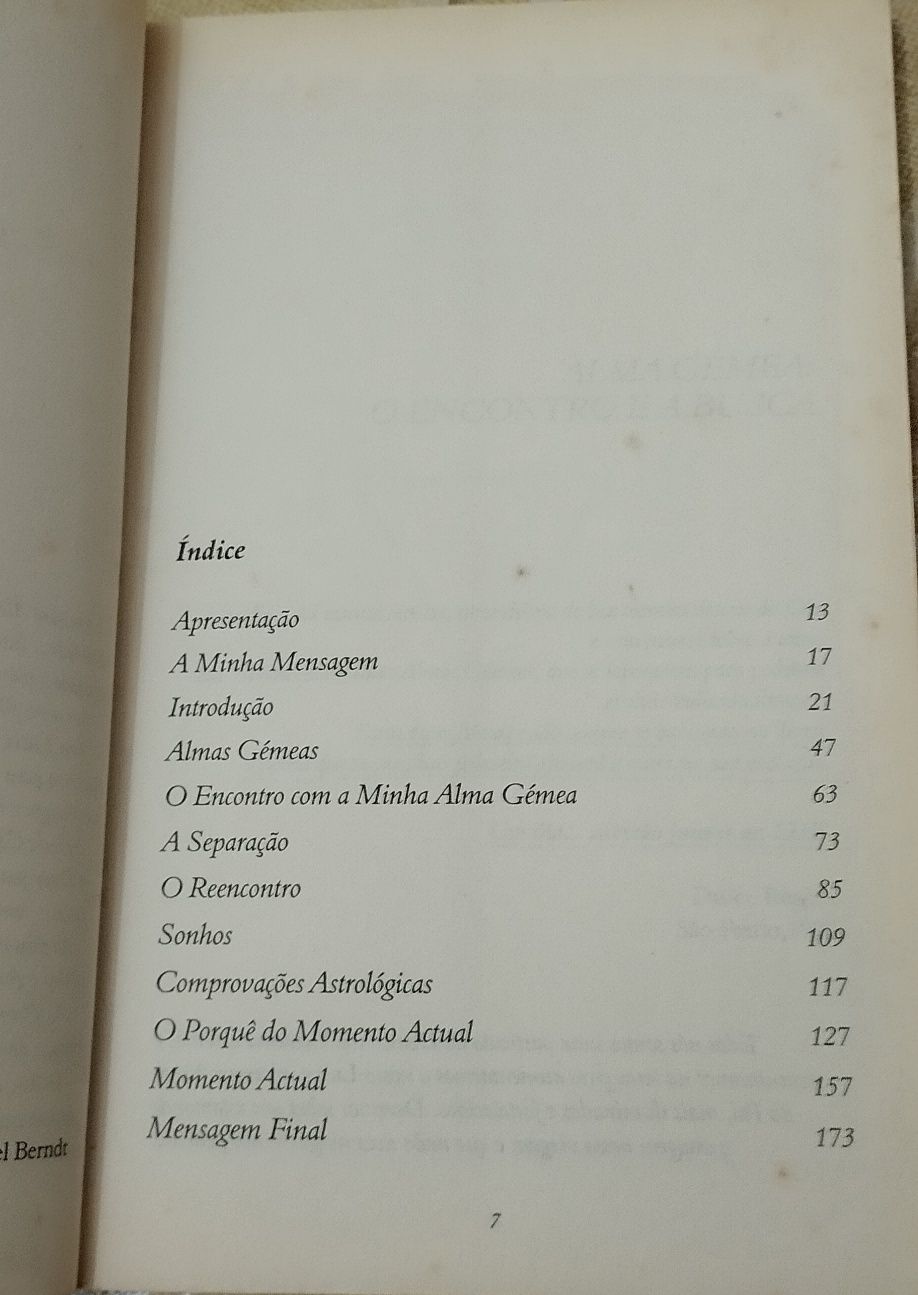 Índice
Apresentação 13
A Minha Mensagem 17
Introdução 21
Almas Gémeas 47
O Encontro com a Minha Alma Gémea 63
A Separação 73
O Reencontro 85
Sonhos 109
Comprovações Astrológicas 117
O Porquê do Momento Actual 127
Momento Actual 157
Mensagem Final 173
7
Berndt